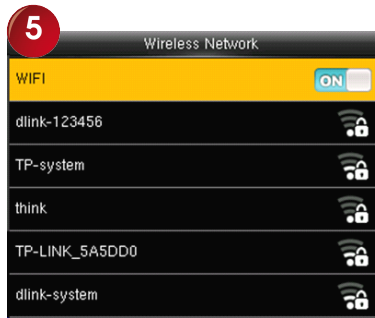 5
Wireless Network
WIFI ON
dlink-123456
TP-system
think
TP-LINK_5A5DD0
dlink-system